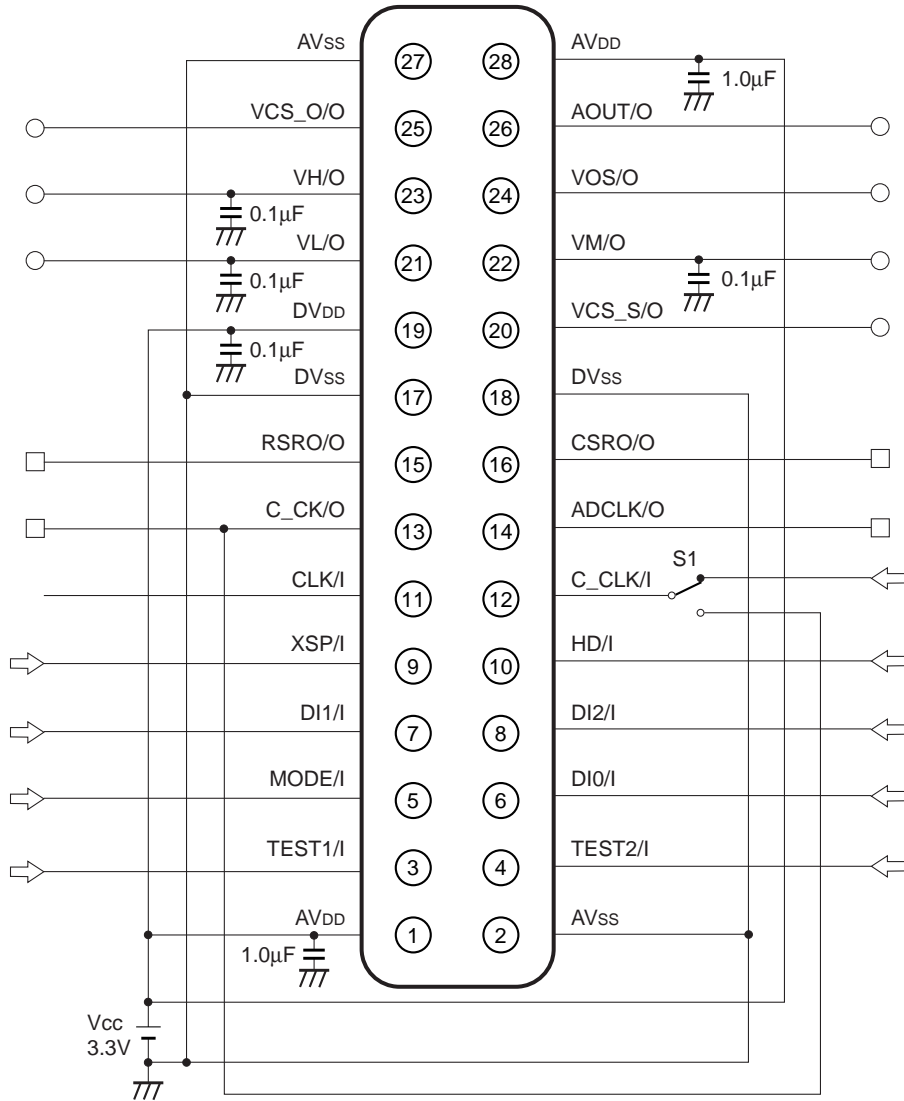 AVSS 27 28 AVDD
1.0μF
VCS_O/O 25 26 AOUT/O
VH/O 23 24 VOS/O
0.1μF
VL/O 21 22 VM/O
0.1μF 0.1μF
DVDD 19 20 VCS_S/O
0.1μF
DVSS 17 18 DVSS
RSRO/O 15 16 CSRO/O
C_CK/O 13 14 ADCLK/O
S1
CLK/I 11 12 C_CLK/I
XSP/I 9 10 HD/I
DI1/I 7 8 DI2/I
MODE/I 5 6 DI0/I
TEST1/I 3 4 TEST2/I
AVDD 1 2 AVSS
1.0μF
Vcc
3.3V